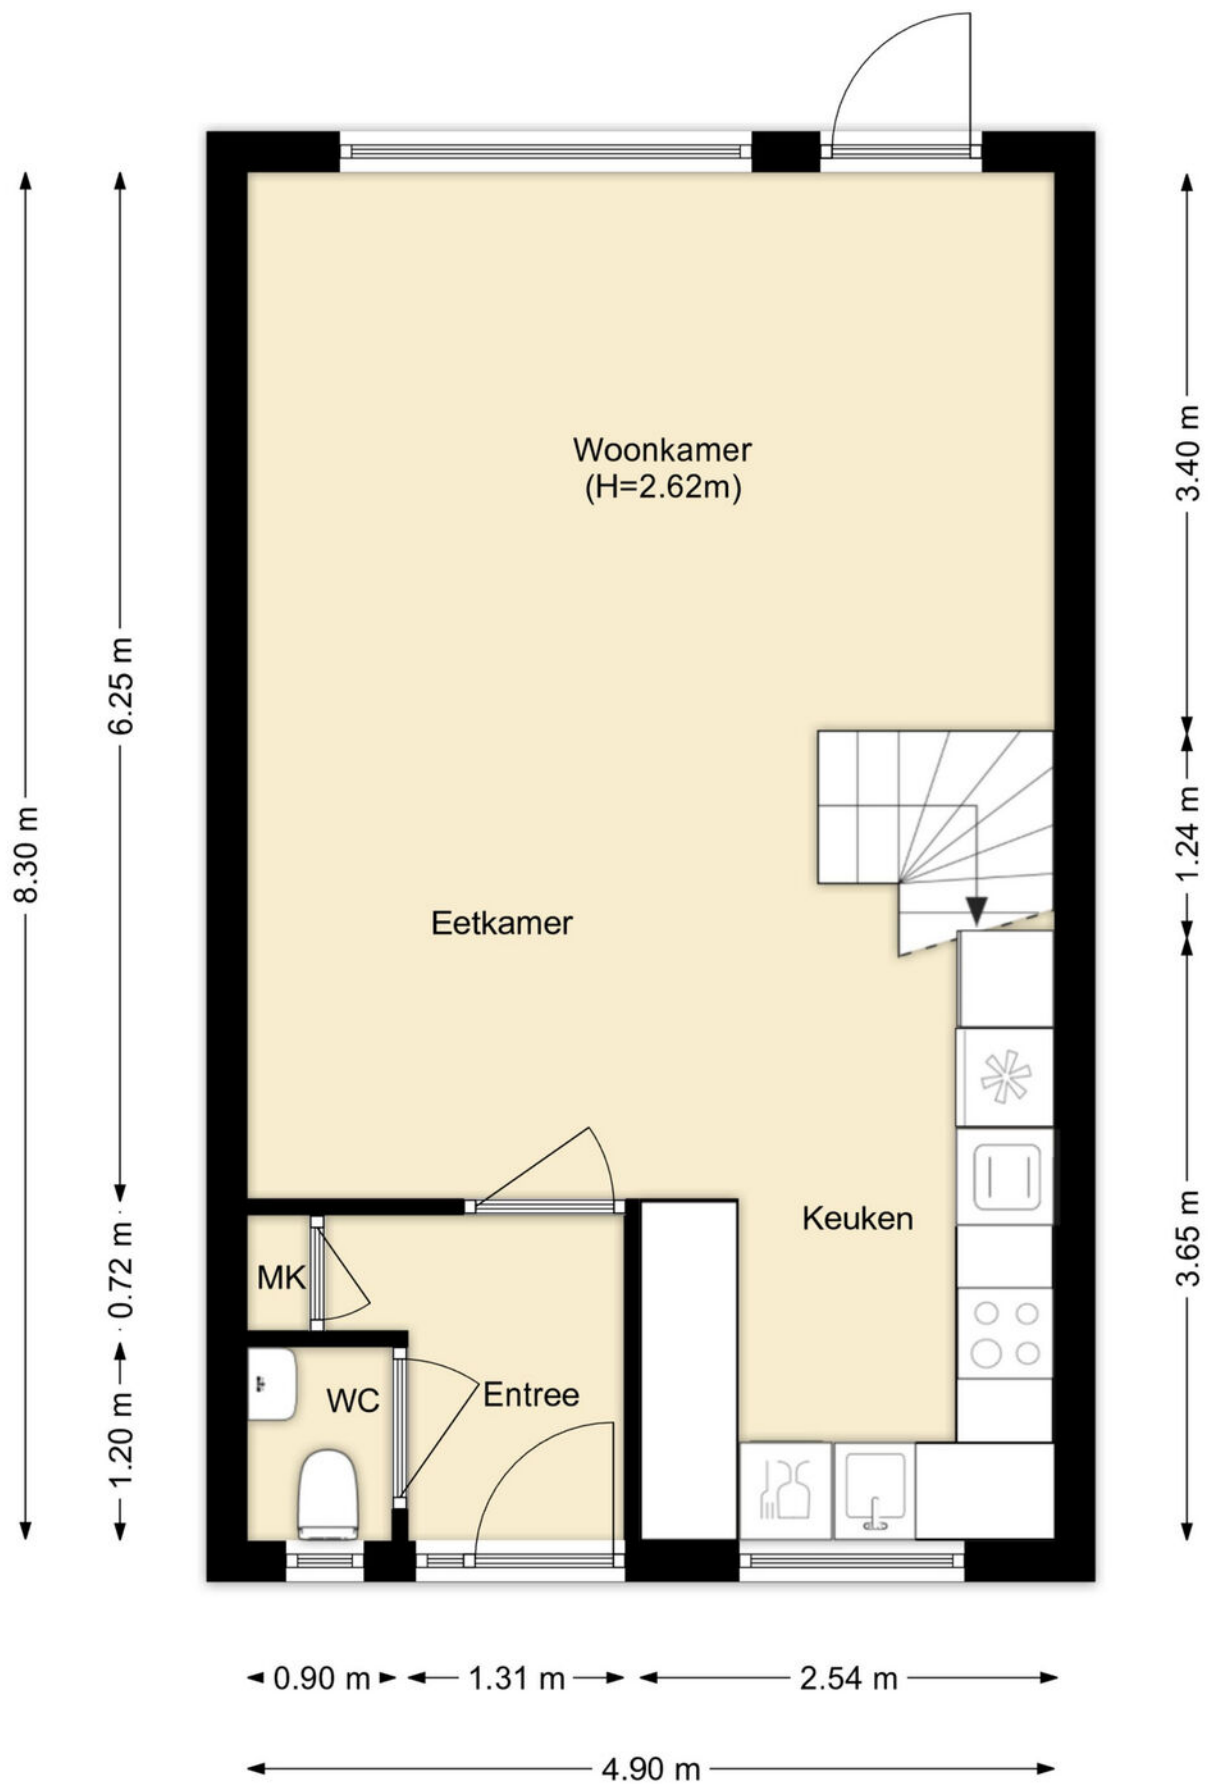 Woonkamer
(H=2.62m)
3.40 m
6.25 m
8.30 m
1.24 m
Eetkamer
Keuken
3.65 m
0.72 m
MK
WC
Entree
1.20 m
0.90 m
1.31 m
2.54 m
4.90 m